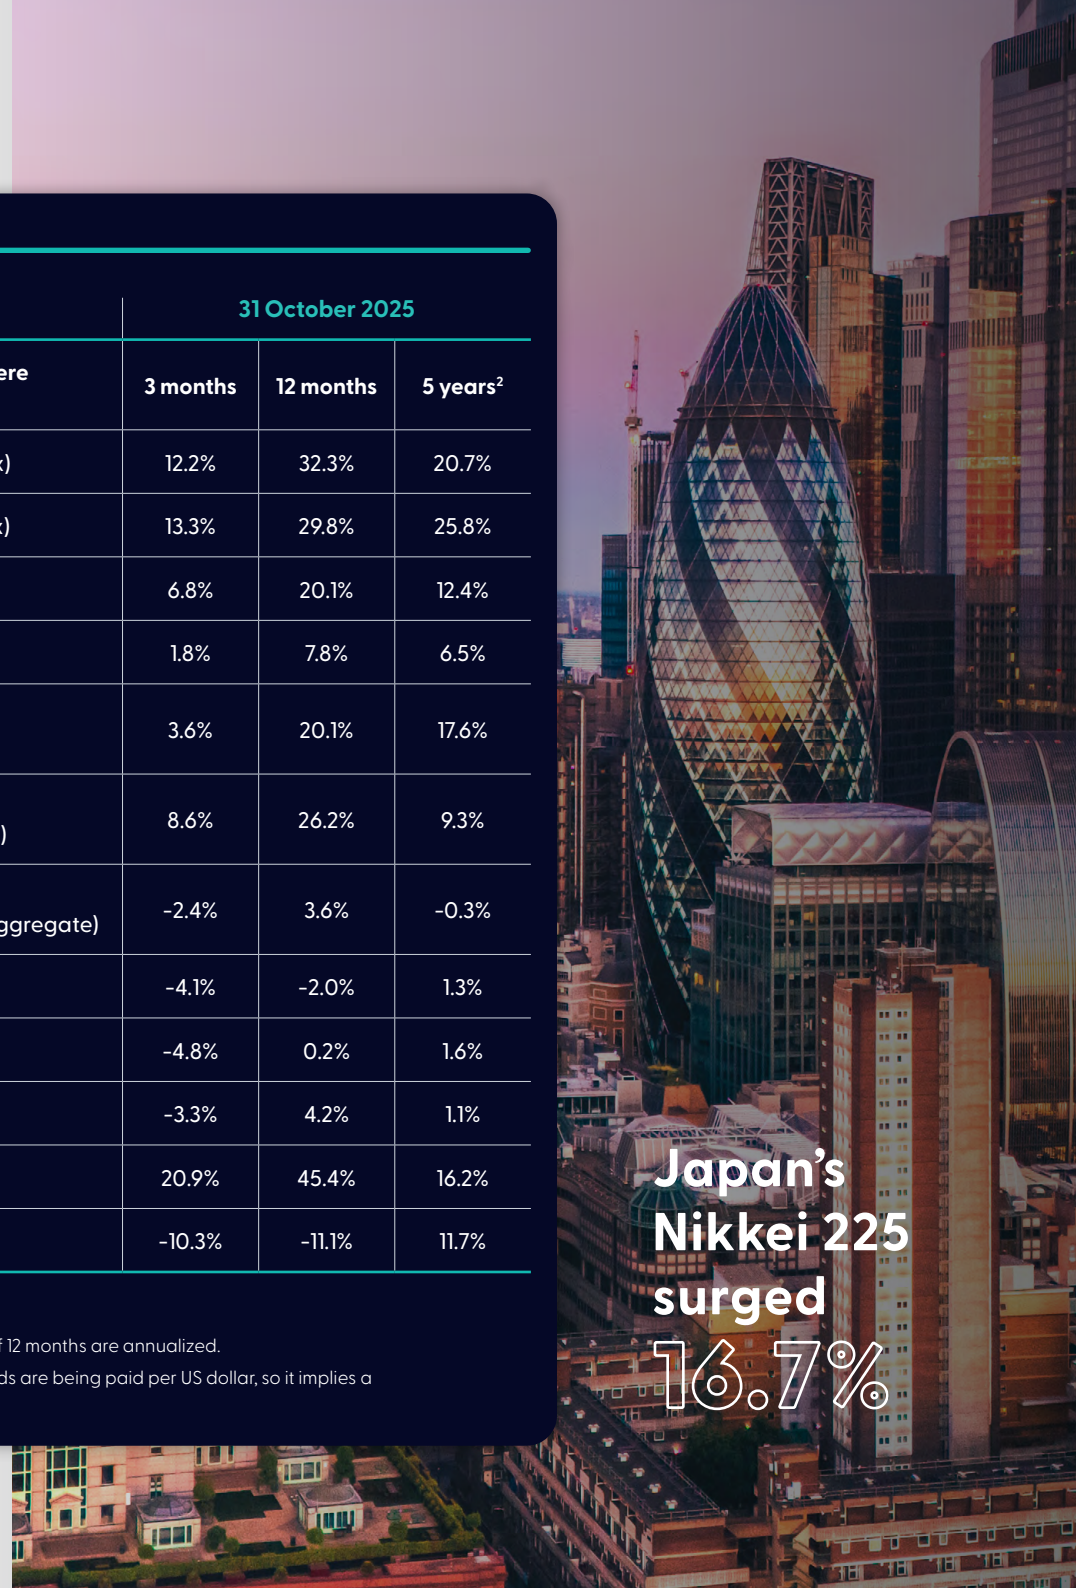 31 October 2025
ere
3 months 12 months 5 years²
x) 12.2% 32.3% 20.7%
x) 13.3% 29.8% 25.8%
6.8% 20.1% 12.4%
1.8% 7.8% 6.5%
3.6% 20.1% 17.6%
8.6% 26.2% 9.3%
)
-2.4% 3.6% -0.3%
ggregate)
-4.1% -2.0% 1.3%
-4.8% 0.2% 1.6%
-3.3% 4.2% 1.1%
20.9% 45.4% 16.2%
-10.3% -11.1% 11.7%
f 12 months are annualized.
ds are being paid per US dollar, so it implies a
Japan's
Nikkei 225
surged
16.7%